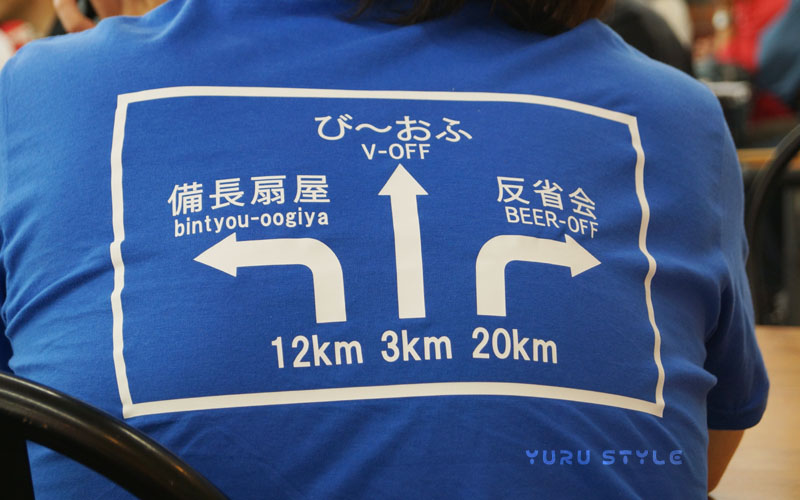 び〜おふ
V-OFF
備長扇屋
bintyou-oogiya
反省会
BEER-OFF
12km 3km 20km
YURU STYLE